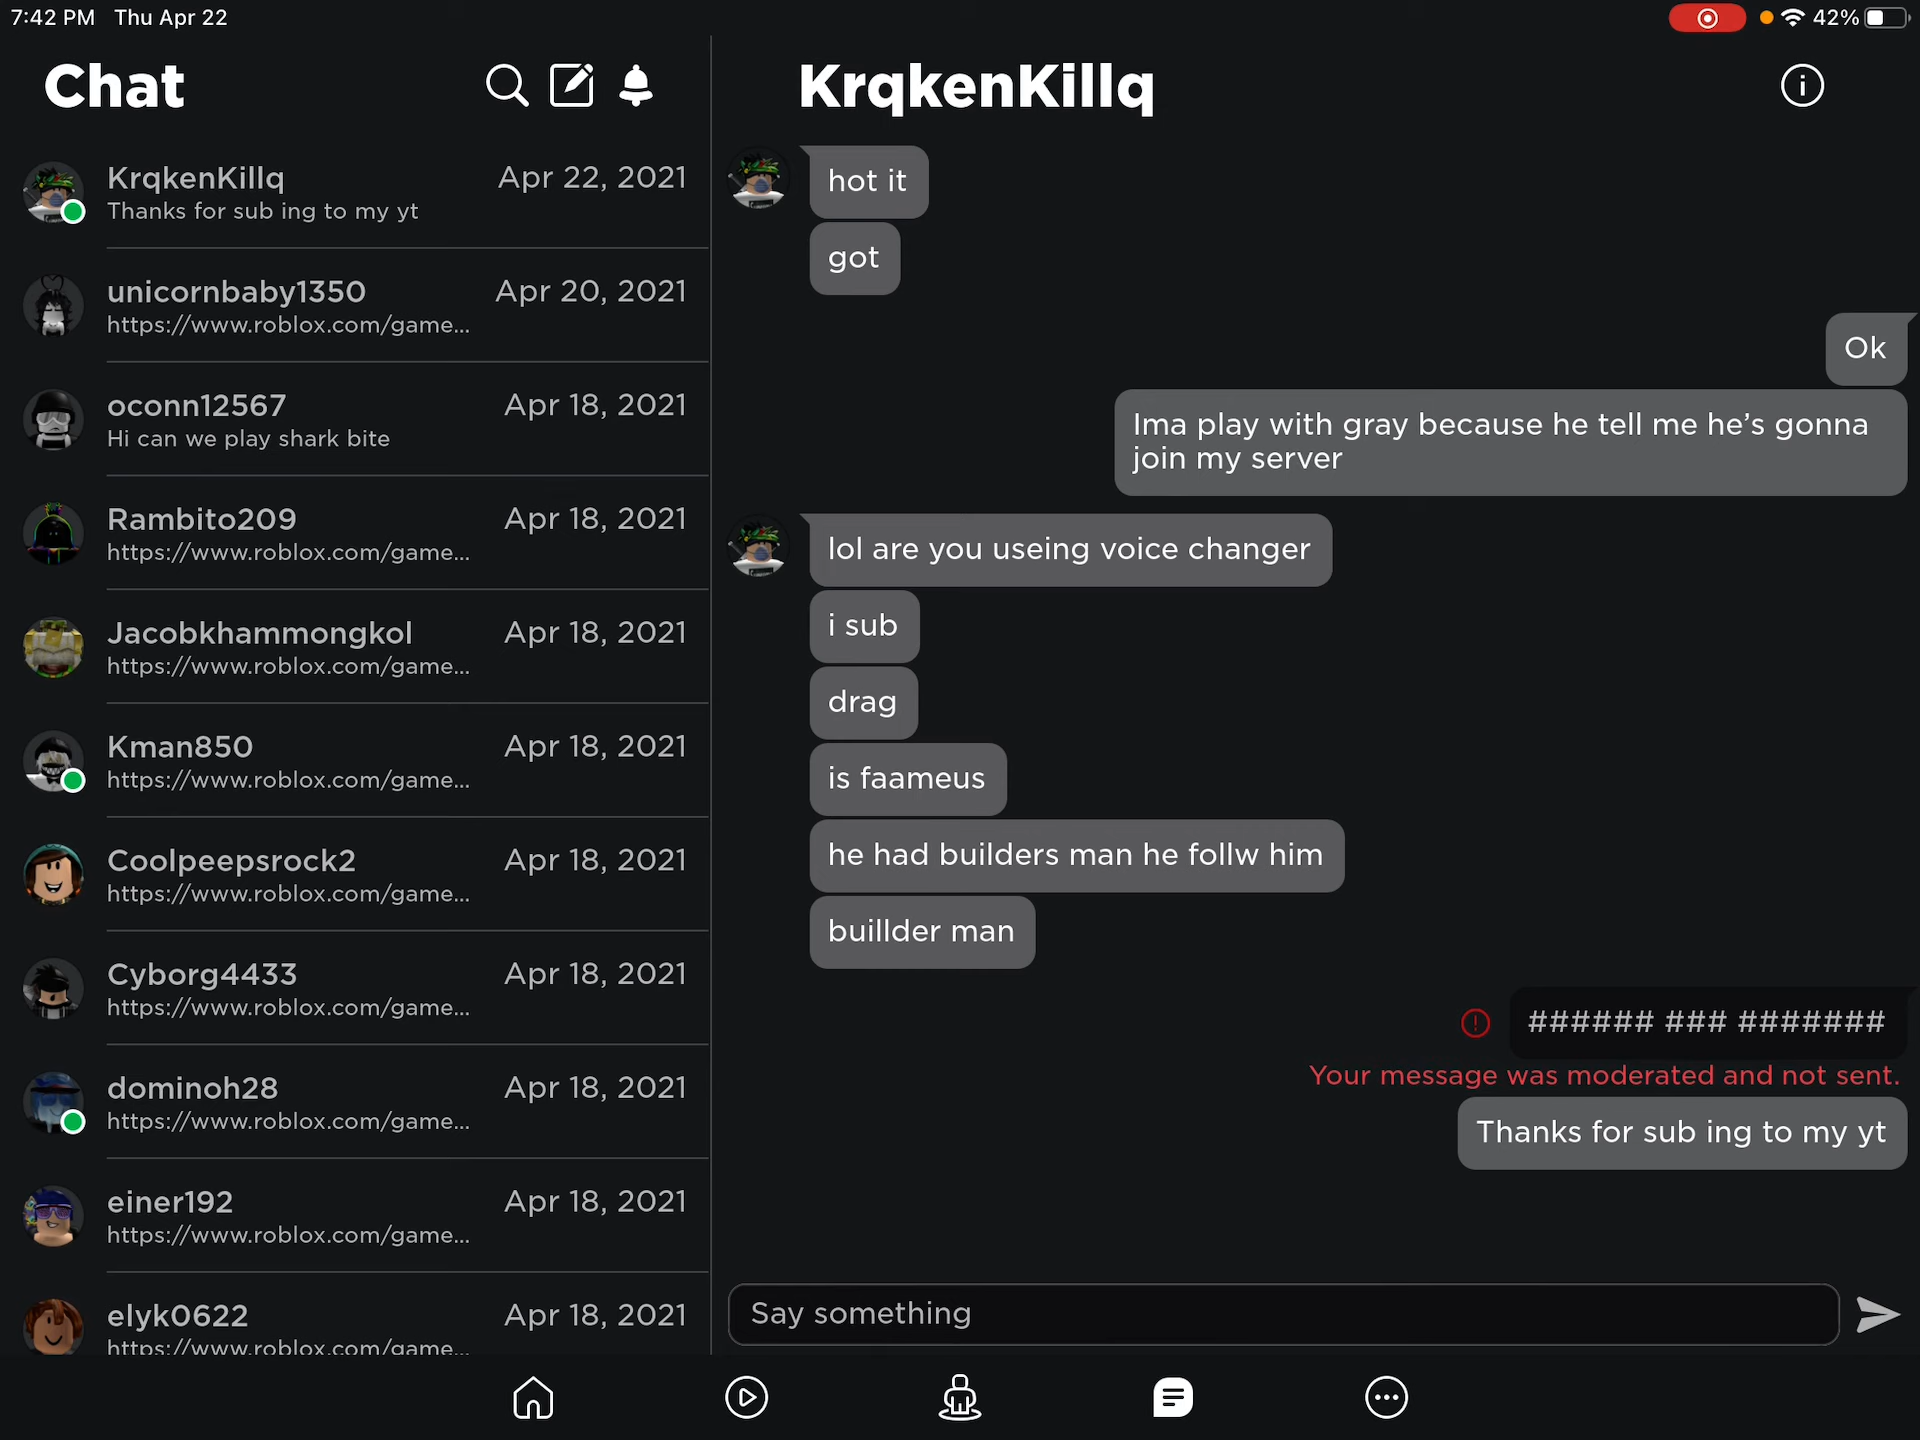 7:42 PM Thu Apr 22
42%
Chat
KrqkenKillq
Apr 22, 2021
Thanks for sub ing to my yt
unicornbaby1350
Apr 20, 2021
https://www.roblox.com/game...
oconn12567
Apr 18, 2021
Hi can we play shark bite
Rambito209
Apr 18, 2021
https://www.roblox.com/game...
Jacobkhammongkol
Apr 18, 2021
https://www.roblox.com/game...
Kman850
Apr 18, 2021
https://www.roblox.com/game...
Coolpeepsrock2
Apr 18, 2021
https://www.roblox.com/game...
Cyborg4433
Apr 18, 2021
https://www.roblox.com/game...
dominoh28
Apr 18, 2021
https://www.roblox.com/game...
einer192
Apr 18, 2021
https://www.roblox.com/game...
elyk0622
Apr 18, 2021
https://www.roblox.com/game...
KrqkenKillq
hot it
got
Ok
Ima play with gray because he tell me he’s gonna
join my server
lol are you useing voice changer
i sub
drag
is faameus
he had builders man he follw him
buillder man
###### ### #######
Your message was moderated and not sent.
Thanks for sub ing to my yt
Say something